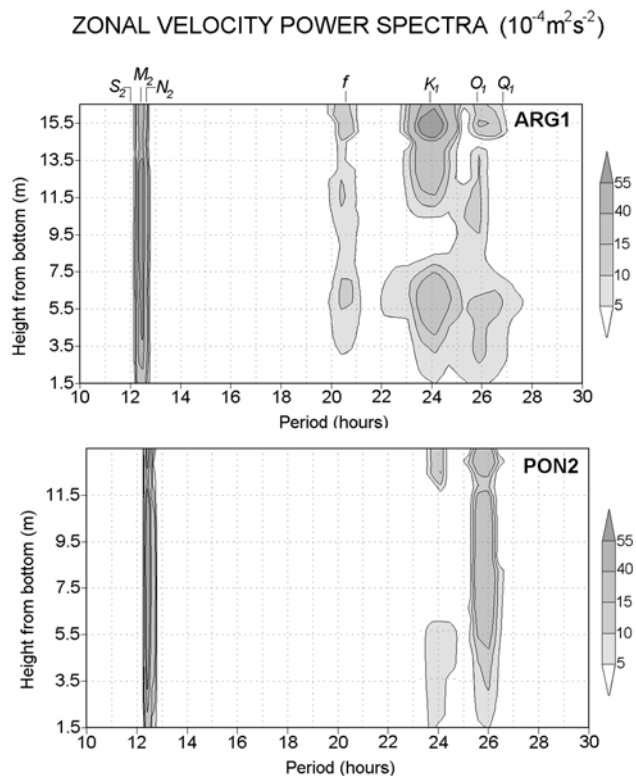 ZONAL VELOCITY POWER SPECTRA (10⁻⁴m²s⁻²)
S₂ M₂ N₂ f K₁ O₁ Q₁
ARG1
15.5
13.5
11.5
9.5
7.5
5.5
3.5
1.5
Height from bottom (m)
10 12 14 16 18 20 22 24 26 28 30
Period (hours)
55
40
15
10
5
PON2
11.5
9.5
7.5
5.5
3.5
1.5
Height from bottom (m)
10 12 14 16 18 20 22 24 26 28 30
Period (hours)
55
40
15
10
5